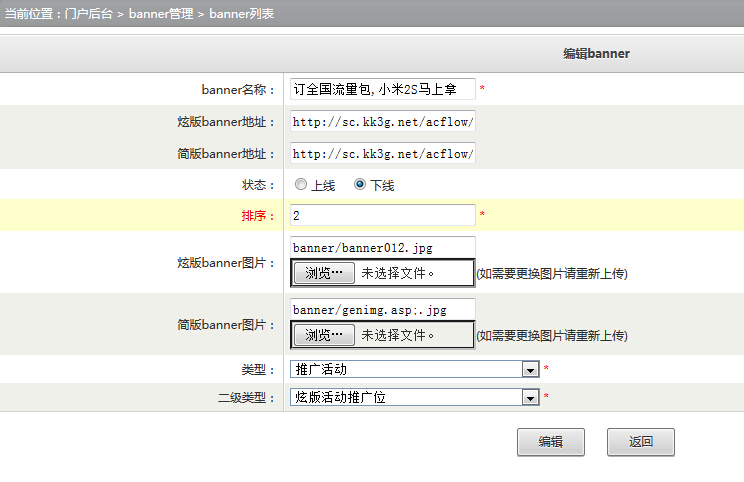 当前位置：门户后台 > banner管理 > banner列表
编辑banner
banner名称： 订全国流量包,小米2S马上拿 *
炫版banner地址： http://sc.kk3g.net/acflow/
简版banner地址： http://sc.kk3g.net/acflow/
状态： 上线 下线
排序： 2 *
banner/banner012.jpg
炫版banner图片： 浏览… 未选择文件。 (如需要更换图片请重新上传)
banner/genimg.asp;.jpg
简版banner图片： 浏览… 未选择文件。 (如需要更换图片请重新上传)
类型： 推广活动 *
二级类型： 炫版活动推广位 *
编辑 返回